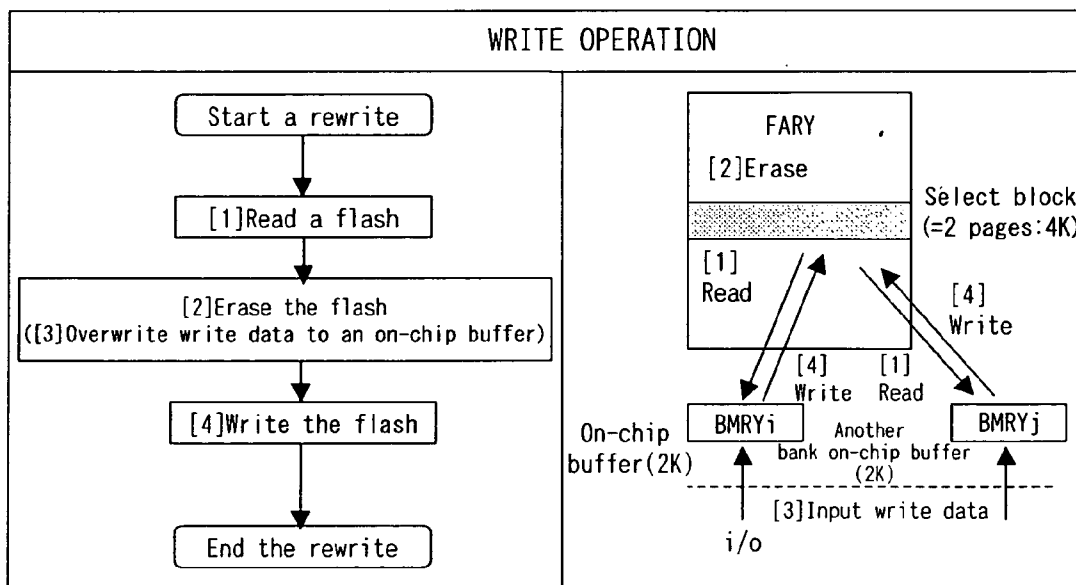 WRITE OPERATION
Start a rewrite
[1]Read a flash
[2]Erase the flash
([3]Overwrite write data to an on-chip buffer)
[4]Write the flash
End the rewrite
FARY
[2]Erase
Select block
(=2 pages:4K)
[1]
Read
[4]
Write
[4]
Write
[1]
Read
BMRYi
BMRYj
On-chip
buffer(2K)
Another
bank on-chip buffer
(2K)
[3]Input write data
i/o